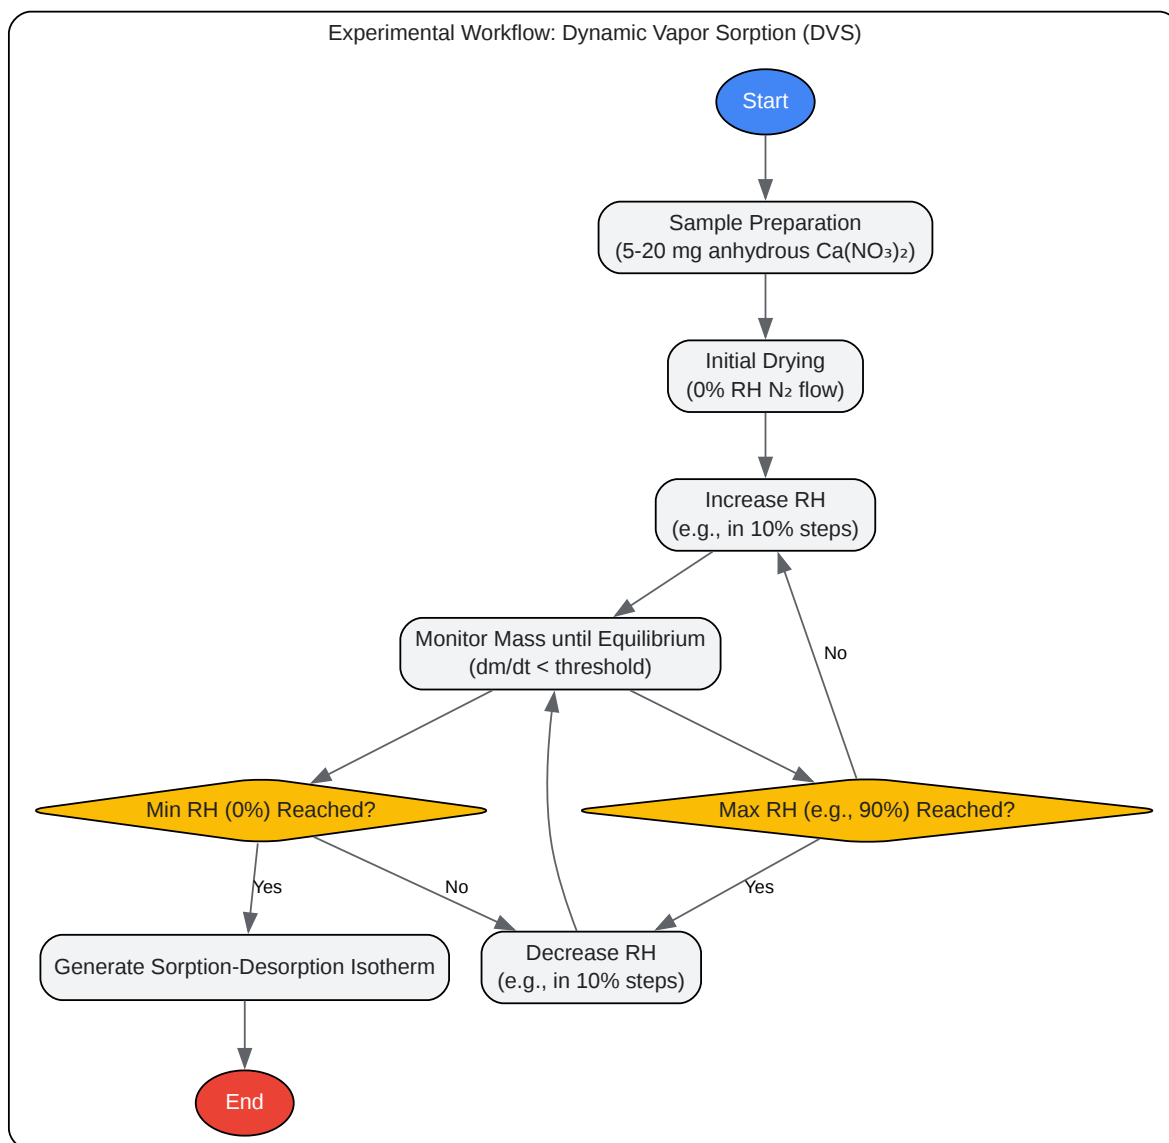 Experimental Workflow: Dynamic Vapor Sorption (DVS)
Start
Sample Preparation
(5-20 mg anhydrous Ca(NO₃)₂)
Initial Drying
(0% RH N₂ flow)
Increase RH
(e.g., in 10% steps)
Monitor Mass until Equilibrium
(dm/dt < threshold)
No
Min RH (0%) Reached?
Max RH (e.g., 90%) Reached?
Yes
No
Yes
Generate Sorption-Desorption Isotherm
Decrease RH
(e.g., in 10% steps)
End